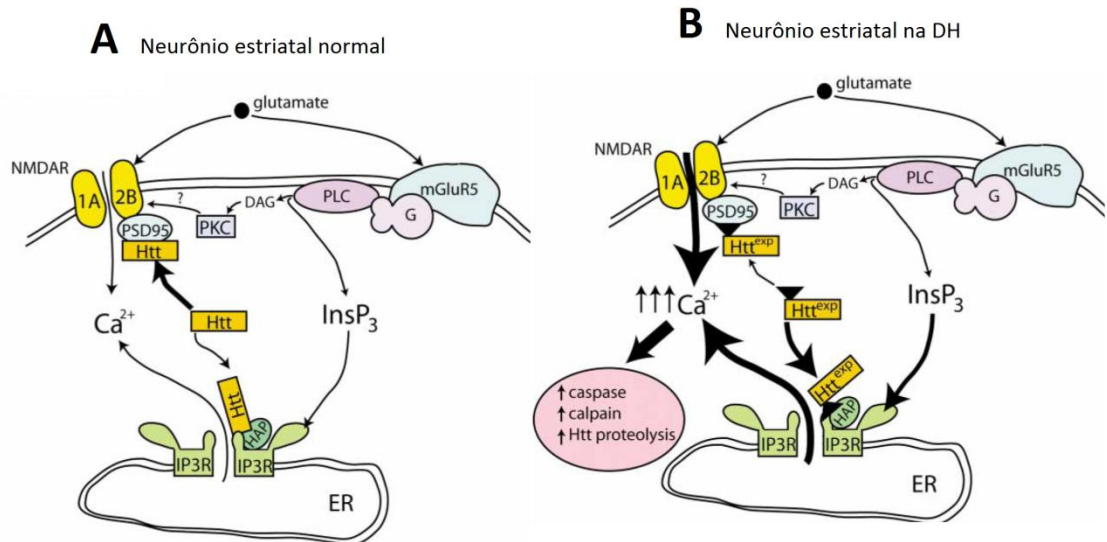 A Neurônio estriatal normal
glutamate
NMDAR
1A
2B
PSD95
Htt
?
PKC
DAG
PLC
G
mGluR5
Ca2+
Htt
InsP3
Htt
HAP
IP3R
IP3R
ER
B Neurônio estriatal na DH
glutamate
NMDAR
1A
2B
PSD95
Httexp
?
PKC
DAG
PLC
G
mGluR5
Ca2+
Httexp
InsP3
caspase
calpain
Htt proteolysis
Httexp
HAP
IP3R
IP3R
ER